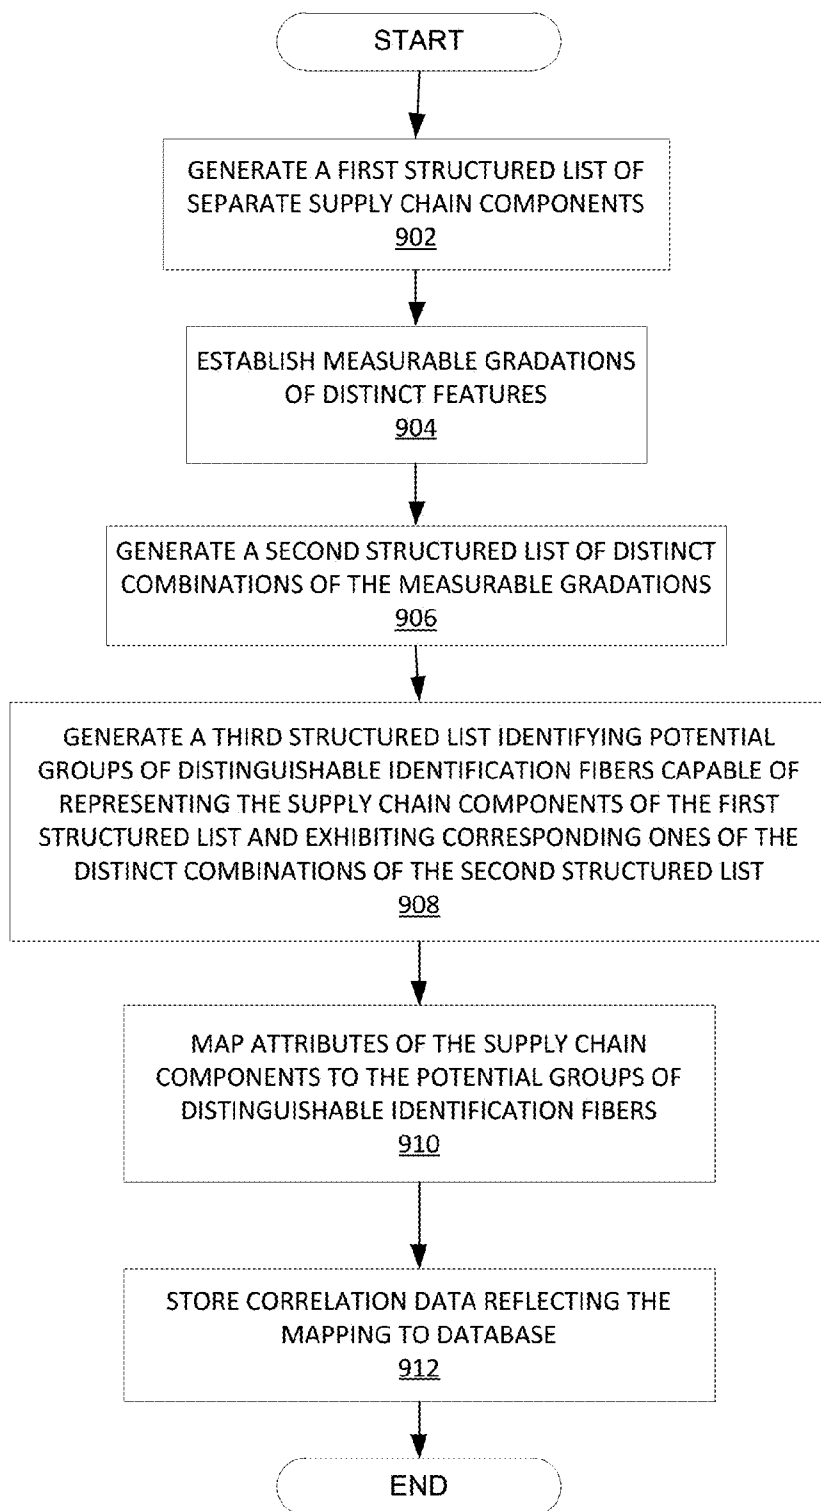 START
GENERATE A FIRST STRUCTURED LIST OF
SEPARATE SUPPLY CHAIN COMPONENTS
902
ESTABLISH MEASURABLE GRADATIONS
OF DISTINCT FEATURES
904
GENERATE A SECOND STRUCTURED LIST OF DISTINCT
COMBINATIONS OF THE MEASURABLE GRADATIONS
906
GENERATE A THIRD STRUCTURED LIST IDENTIFYING POTENTIAL
GROUPS OF DISTINGUISHABLE IDENTIFICATION FIBERS CAPABLE OF
REPRESENTING THE SUPPLY CHAIN COMPONENTS OF THE FIRST
STRUCTURED LIST AND EXHIBITING CORRESPONDING ONES OF THE
DISTINCT COMBINATIONS OF THE SECOND STRUCTURED LIST
908
MAP ATTRIBUTES OF THE SUPPLY CHAIN
COMPONENTS TO THE POTENTIAL GROUPS OF
DISTINGUISHABLE IDENTIFICATION FIBERS
910
STORE CORRELATION DATA REFLECTING THE
MAPPING TO DATABASE
912
END